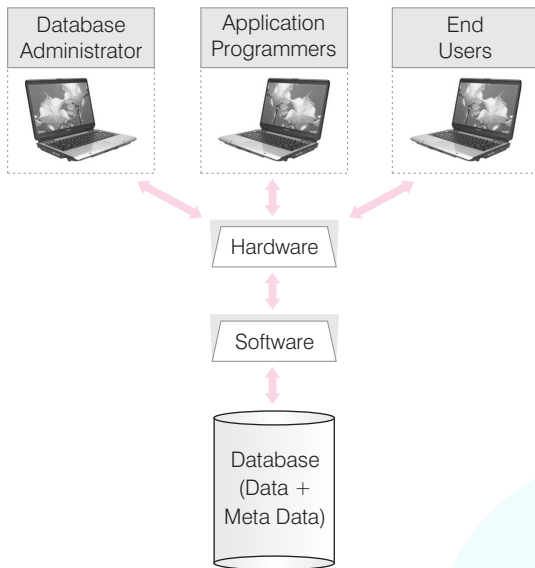 Database
Administrator
Application
Programmers
End
Users
Hardware
Software
Database
(Data +
Meta Data)